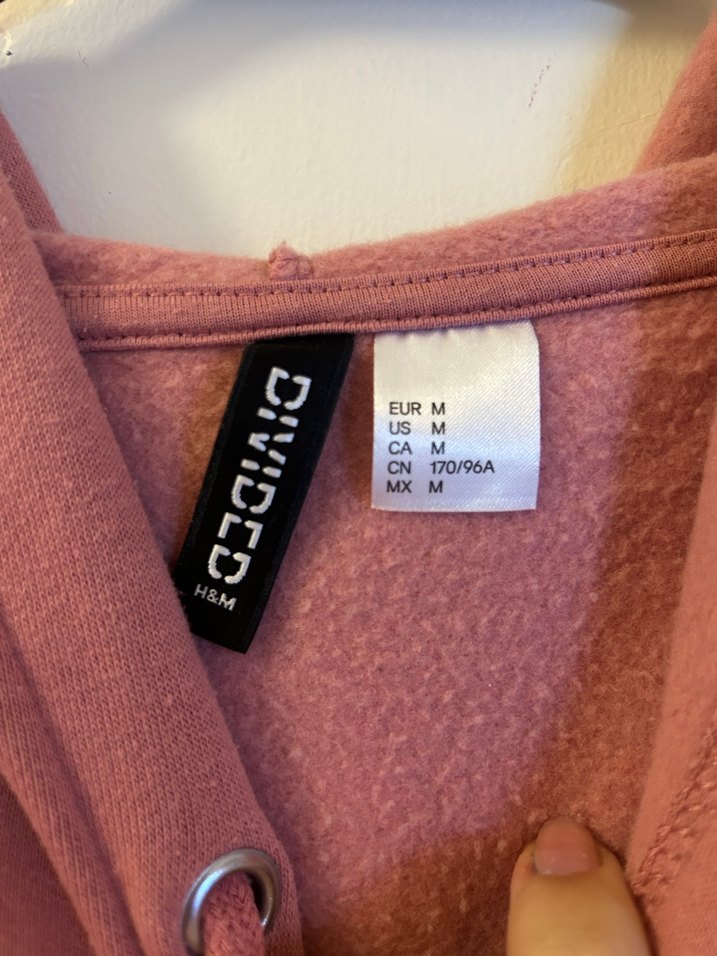 DIVIDED
H&M
EUR M
US M
CA M
CN 170/96A
MX M